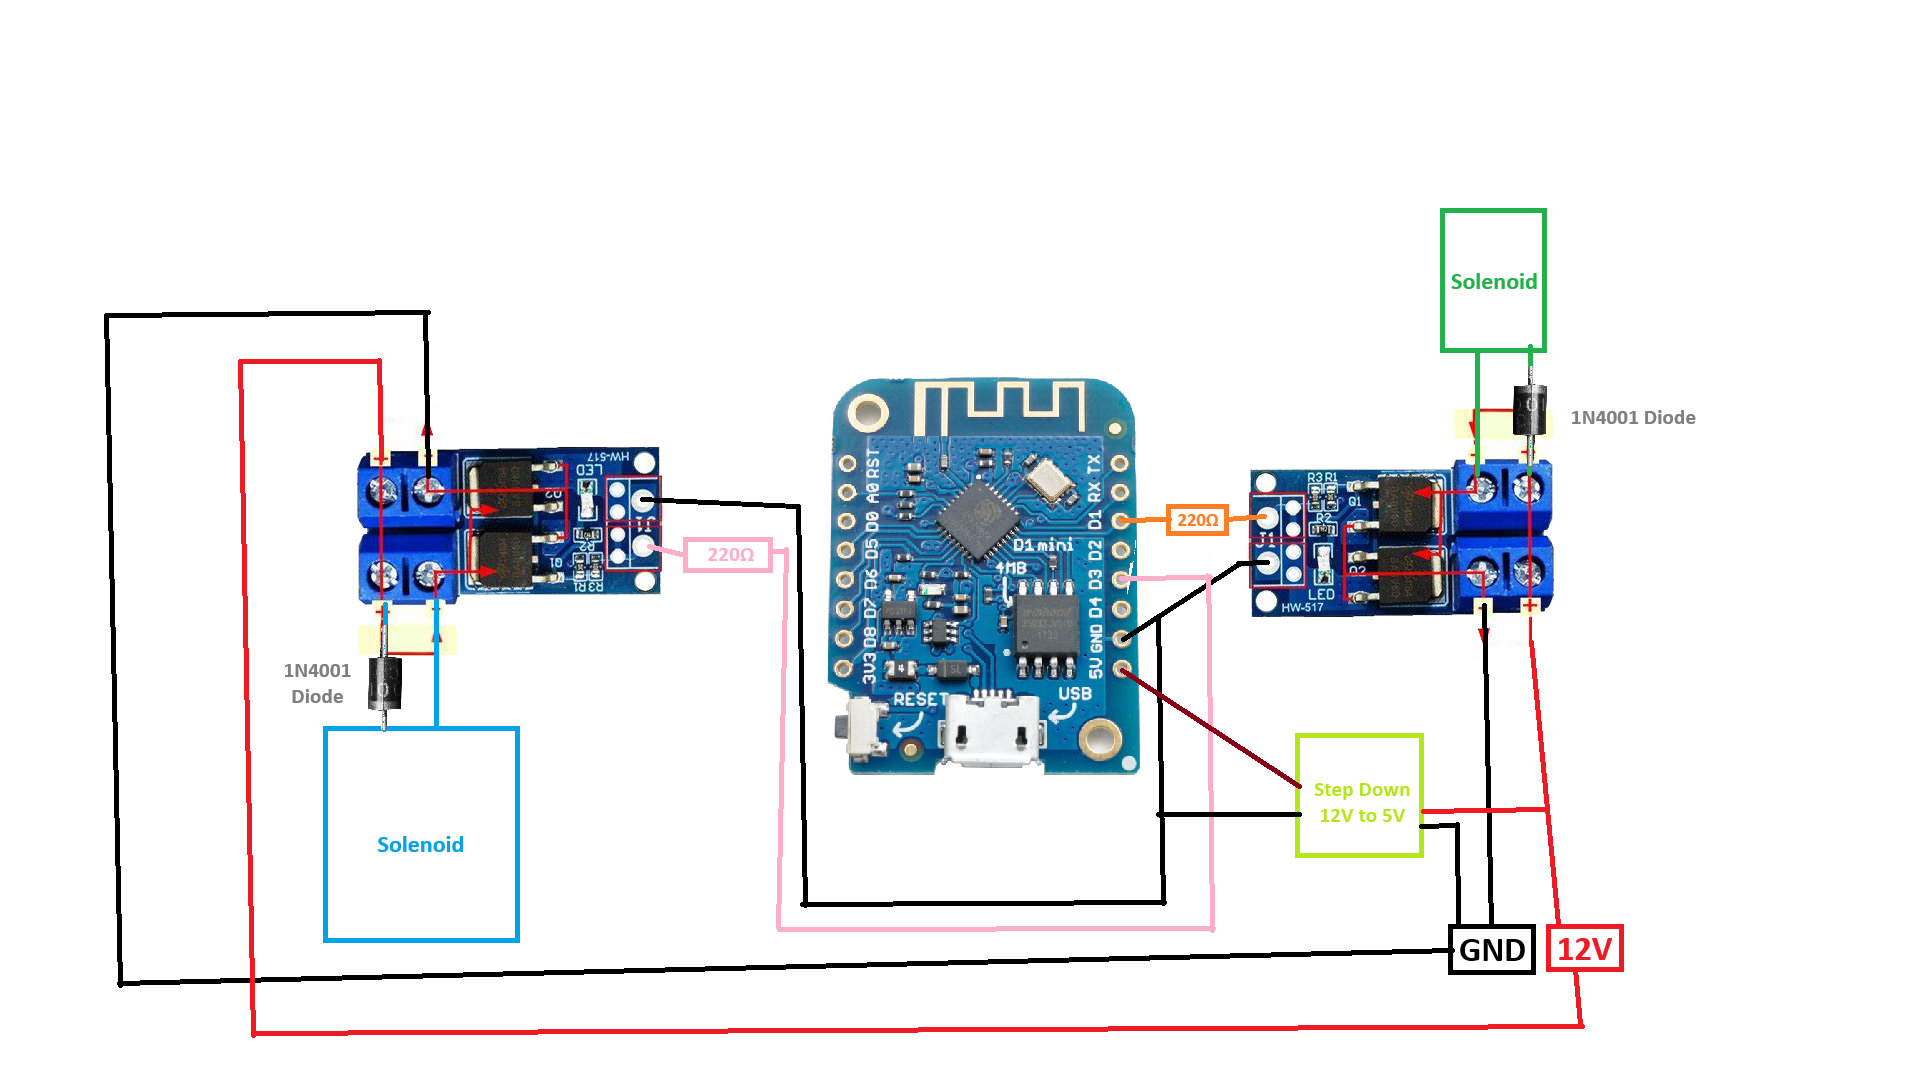 Solenoid
1N4001 Diode
HW-517
LED
Q2
R2
Q1
R3R1
RST
A0
D0
D5
D6
D7
D8
3V3
TX
RX
D1
D2
D3
D4
GND
5V
D1 mini
4MB
RESET
USB
220Ω
220Ω
R3 R1
Q1
R2
LED
HW-517
1N4001
Diode
Solenoid
Step Down
12V to 5V
GND
12V